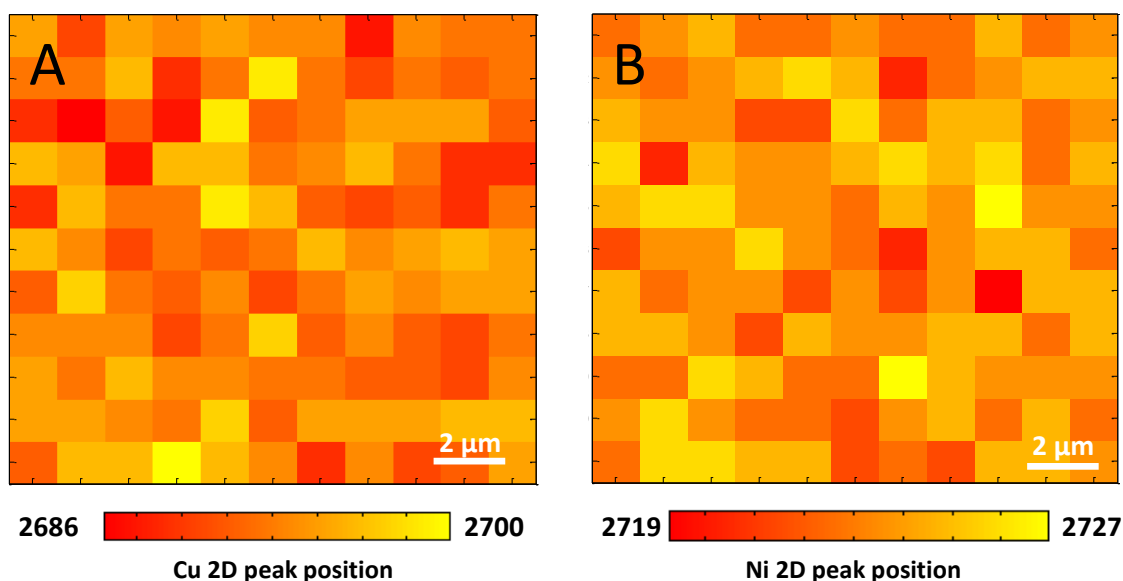 A
B
2 µm
2 µm
2686
2700
2719
2727
Cu 2D peak position
Ni 2D peak position